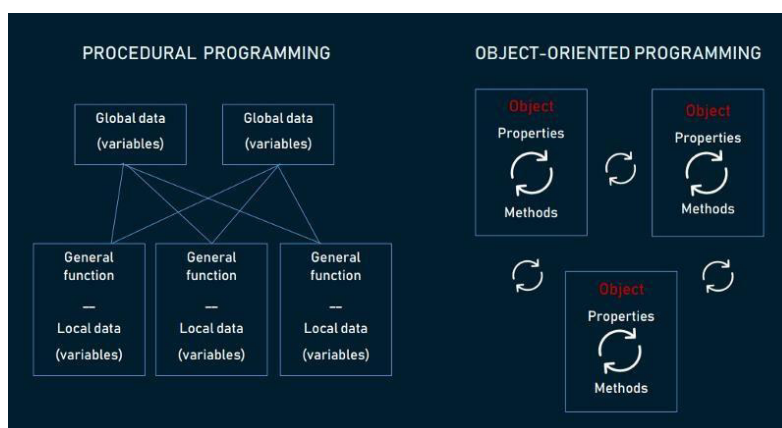 PROCEDURAL PROGRAMMING
Global data
(variables)
Global data
(variables)
General
function
—
Local data
(variables)
General
function
—
Local data
(variables)
General
function
—
Local data
(variables)
OBJECT-ORIENTED PROGRAMMING
Object
Properties
Methods
Object
Properties
Methods
Object
Properties
Methods